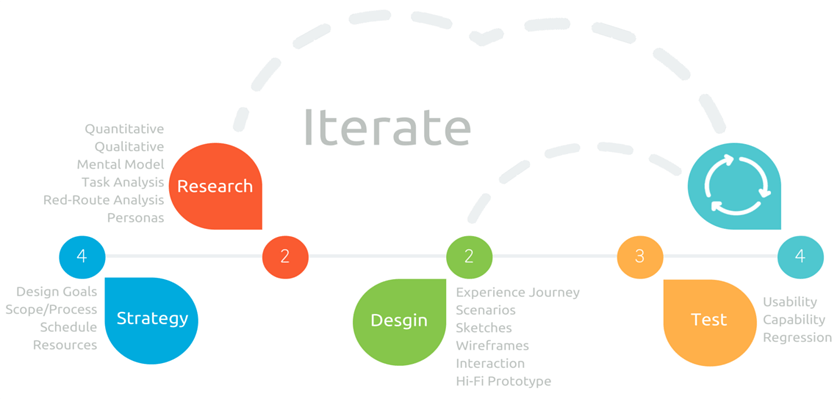 Iterate
Quantitative
Qualitative
Mental Model
Task Analysis
Red-Route Analysis
Personas
Research
4
2
2
3
4
Design Goals
Scope/Process
Schedule
Resources
Strategy
Desgin
Experience Journey
Scenarios
Sketches
Wireframes
Interaction
Hi-Fi Prototype
Test
Usability
Capability
Regression